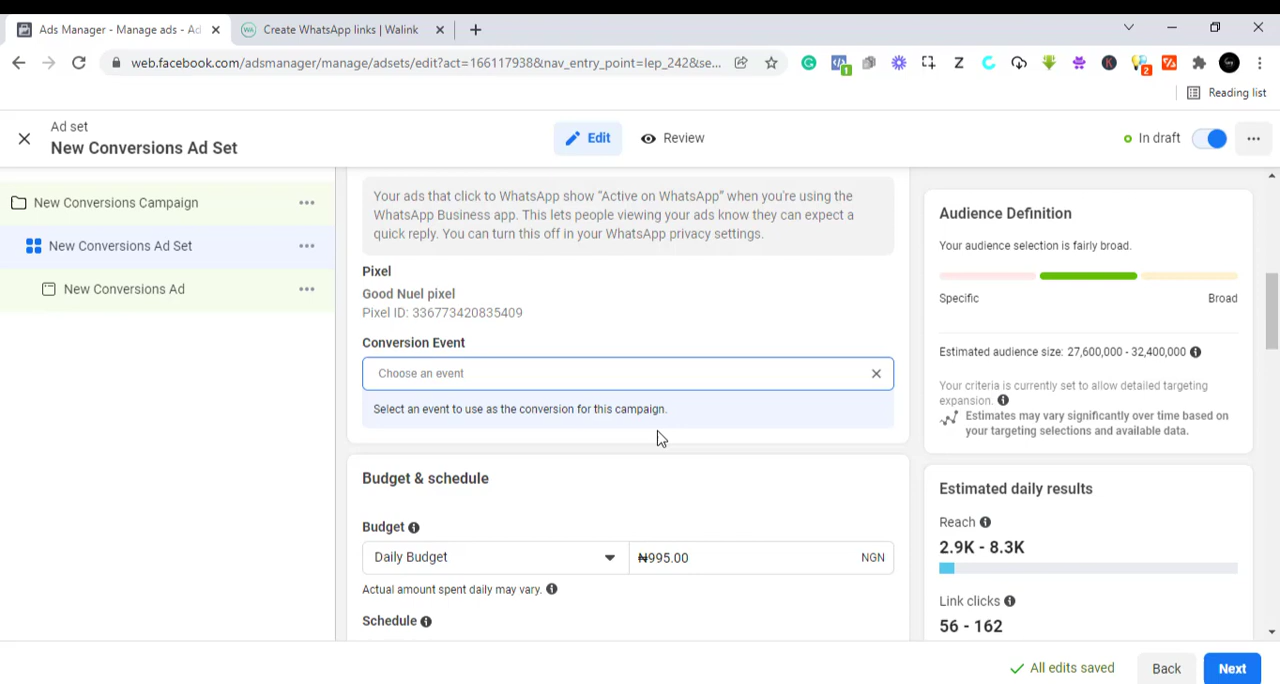 Ads Manager - Manage ads - Ad
Create WhatsApp links | Walink
web.facebook.com/adsmanager/manage/adsets/edit?act=166117938&nav_entry_point=lep_242&se...
Reading list
Ad set
New Conversions Ad Set
Edit
Review
In draft
New Conversions Campaign
New Conversions Ad Set
New Conversions Ad
Your ads that click to WhatsApp show “Active on WhatsApp” when you're using the
WhatsApp Business app. This lets people viewing your ads know they can expect a
quick reply. You can turn this off in your WhatsApp privacy settings.
Pixel
Good Nuel pixel
Pixel ID: 336773420835409
Conversion Event
Choose an event
Select an event to use as the conversion for this campaign.
Budget & schedule
Budget
Daily Budget
₦995.00
NGN
Actual amount spent daily may vary.
Schedule
Audience Definition
Your audience selection is fairly broad.
Specific
Broad
Estimated audience size: 27,600,000 - 32,400,000
Your criteria is currently set to allow detailed targeting
expansion.
Estimates may vary significantly over time based on
your targeting selections and available data.
Estimated daily results
Reach
2.9K - 8.3K
Link clicks
56 - 162
All edits saved
Back
Next